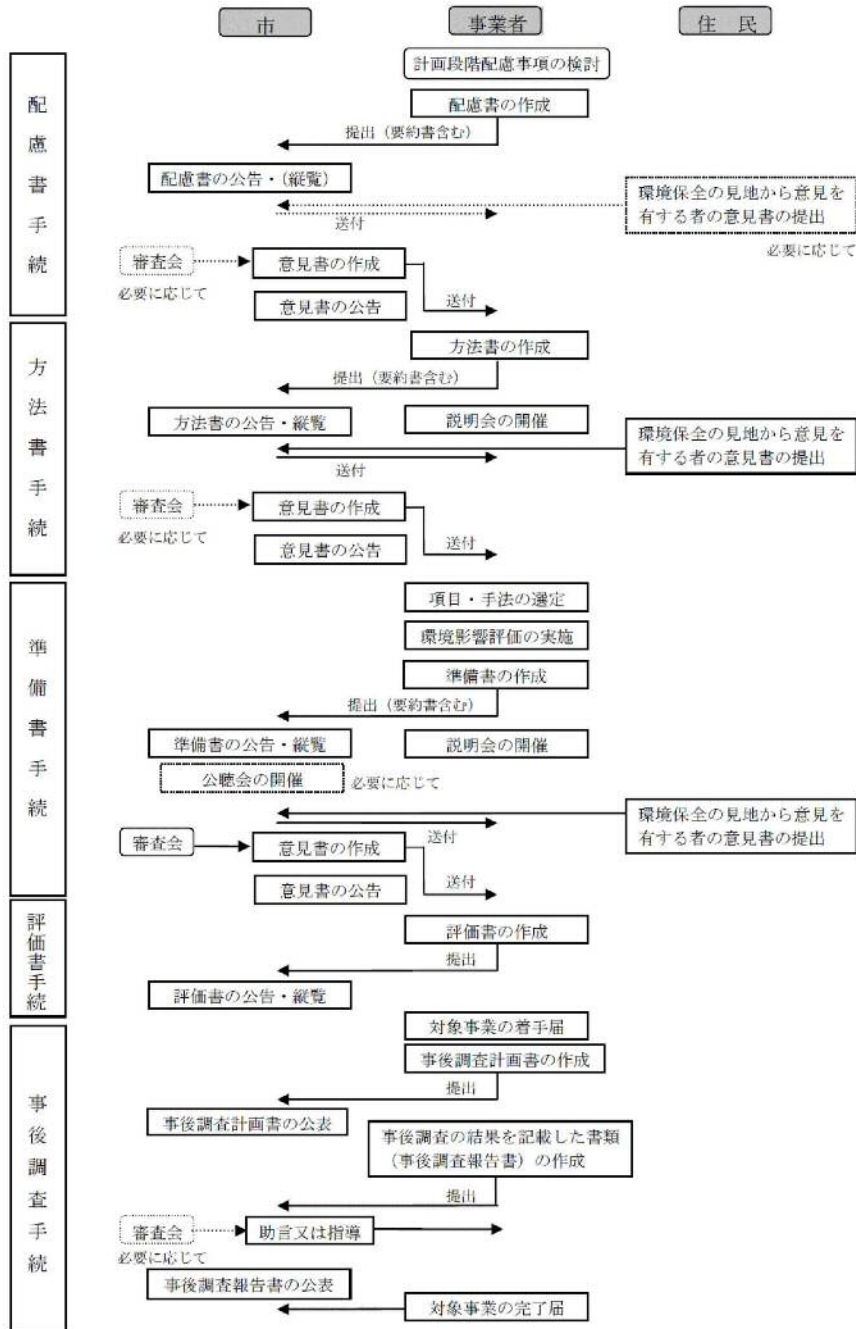 市
事業者
住 民
配慮書手続
計画段階配慮事項の検討
配慮書の作成
提出（要約書含む）
配慮書の公告・(縦覧)
環境保全の見地から意見を
有する者の意見書の提出
送付
必要に応じて
審査会
意見書の作成
必要に応じて
意見書の公告
送付
方法書手続
方法書の作成
提出（要約書含む）
方法書の公告・縦覧
説明会の開催
環境保全の見地から意見を
有する者の意見書の提出
送付
審査会
意見書の作成
必要に応じて
意見書の公告
送付
準備書手続
項目・手法の選定
環境影響評価の実施
準備書の作成
提出（要約書含む）
準備書の公告・縦覧
説明会の開催
公聴会の開催
必要に応じて
環境保全の見地から意見を
有する者の意見書の提出
送付
審査会
意見書の作成
意見書の公告
送付
評価書手続
評価書の作成
提出
評価書の公告・縦覧
事後調査手続
対象事業の着手届
事後調査計画書の作成
提出
事後調査計画書の公表
事後調査の結果を記載した書類
（事後調査報告書）の作成
提出
審査会
助言又は指導
必要に応じて
事後調査報告書の公表
対象事業の完了届